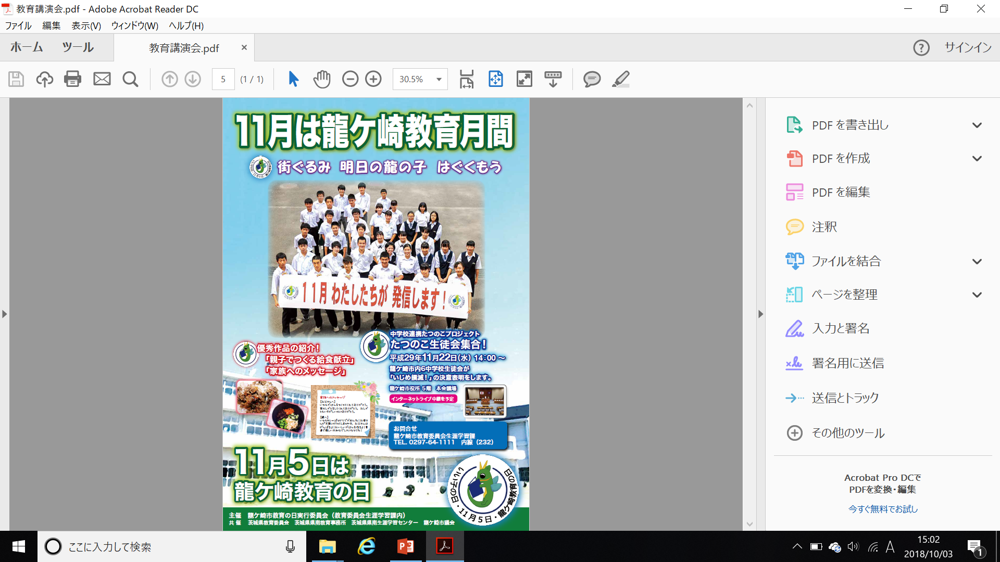 教育講演会.pdf - Adobe Acrobat Reader DC
ファイル 編集 表示(V) ウィンドウ(W) ヘルプ(H)
ホーム ツール 教育講演会.pdf × サインイン
5 (1 / 1) 30.5%
11月は龍ケ崎教育月間
街ぐるみ 明日の龍の子 はぐくもう
11月 わたしたちが 発信します!
優秀作品の紹介!
「親子でつくる給食献立」
「家族へのメッセージ」
中学校連携たつのこプロジェクト
たつのこ生徒会集合!
平成29年11月22日(水) 14:00～
龍ケ崎市内6中学校生徒会が
「いじめ撲滅!」の決意表明をします。
龍ケ崎市役所 5階 本会議場
インターネットライブ中継を予定
家族へのメッセージ
お問合せ
龍ケ崎市教育委員会生涯学習課
TEL. 0297-64-1111 内線(232)
11月5日は
龍ケ崎教育の日
いい子の日・11月5日・龍ケ崎教育の日
主催 龍ケ崎市教育の日実行委員会(教育委員会生涯学習課内)
共催 茨城県教育委員会 茨城県県南教育事務所 茨城県県南生涯学習センター 龍ケ崎市議会
PDF を書き出し
PDF を作成
PDF を編集
注釈
ファイルを結合
ページを整理
入力と署名
署名用に送信
送信とトラック
その他のツール
Acrobat Pro DCで
PDFを変換・編集
今すぐ無料でお試し
ここに入力して検索
A
15:02
2018/10/03
1